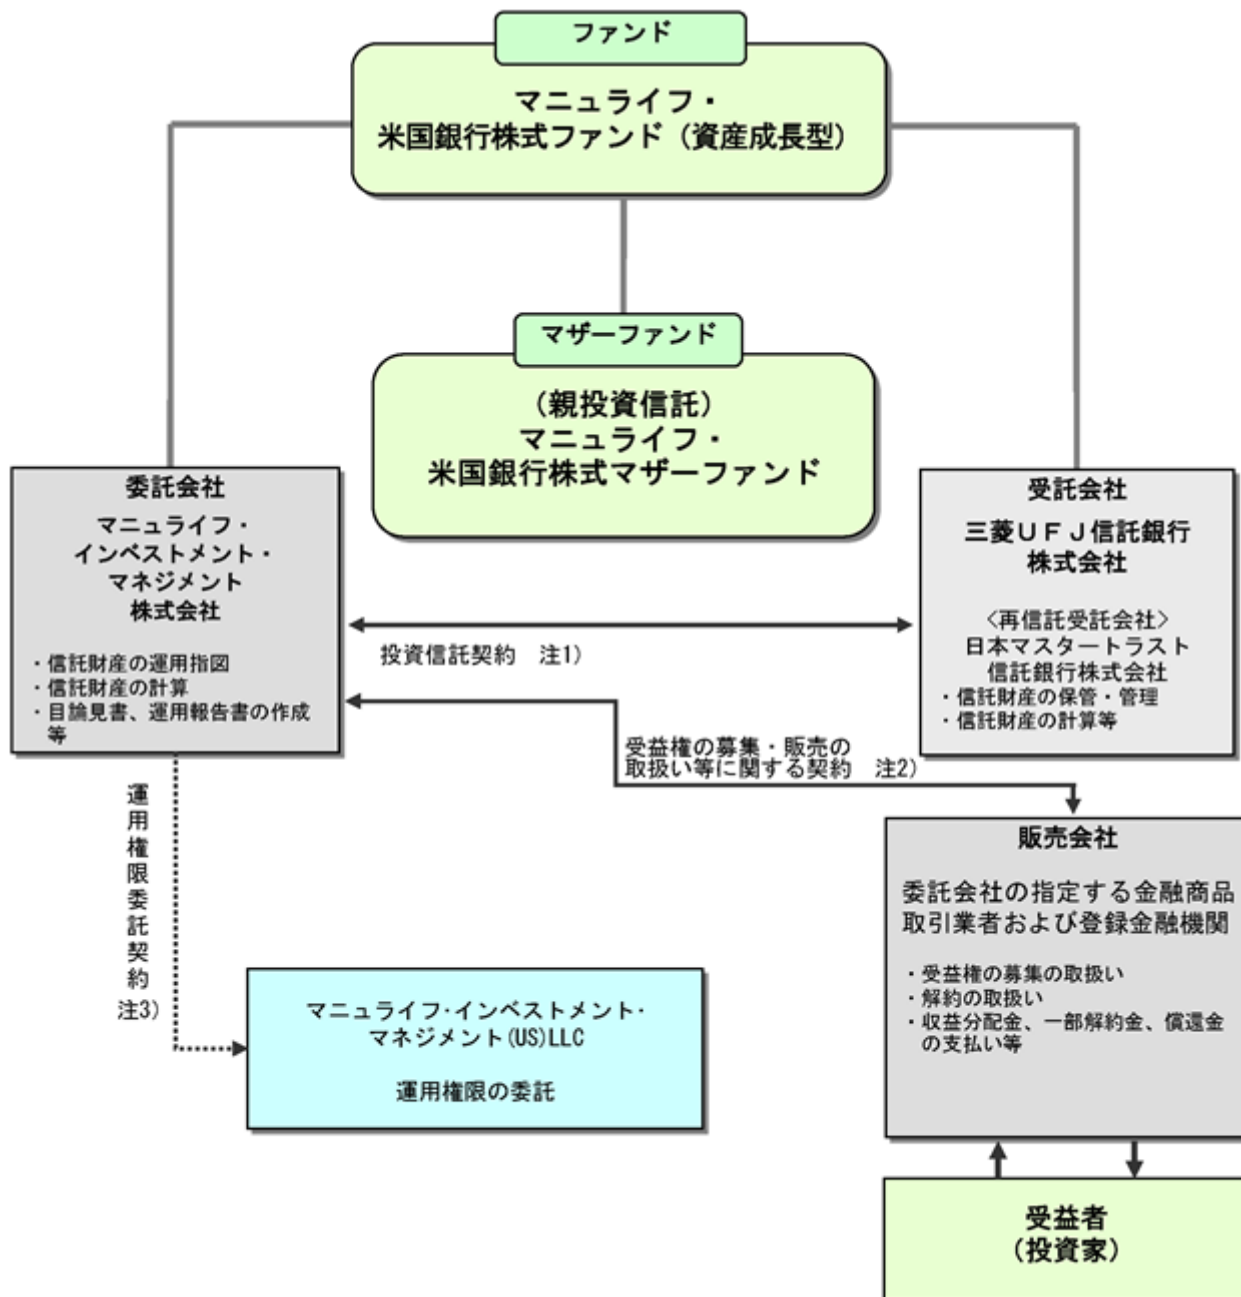 ファンド
マニュライフ・
米国銀行株式ファンド（資産成長型）
マザーファンド
（親投資信託）
マニュライフ・
米国銀行株式マザーファンド
委託会社
マニュライフ・
インベストメント・
マネジメント
株式会社
・信託財産の運用指図
・信託財産の計算
・目論見書、運用報告書の作成
等
受託会社
三菱ＵＦＪ信託銀行
株式会社
〈再信託受託会社〉
日本マスタートラスト
信託銀行株式会社
・信託財産の保管・管理
・信託財産の計算等
投資信託契約　注1）
受益権の募集・販売の
取扱い等に関する契約　注2）
運用権限委託契約
注3）
マニュライフ・インベストメント・
マネジメント(US)LLC
運用権限の委託
販売会社
委託会社の指定する金融商品
取引業者および登録金融機関
・受益権の募集の取扱い
・解約の取扱い
・収益分配金、一部解約金、償還金
の支払い等
受益者
（投資家）